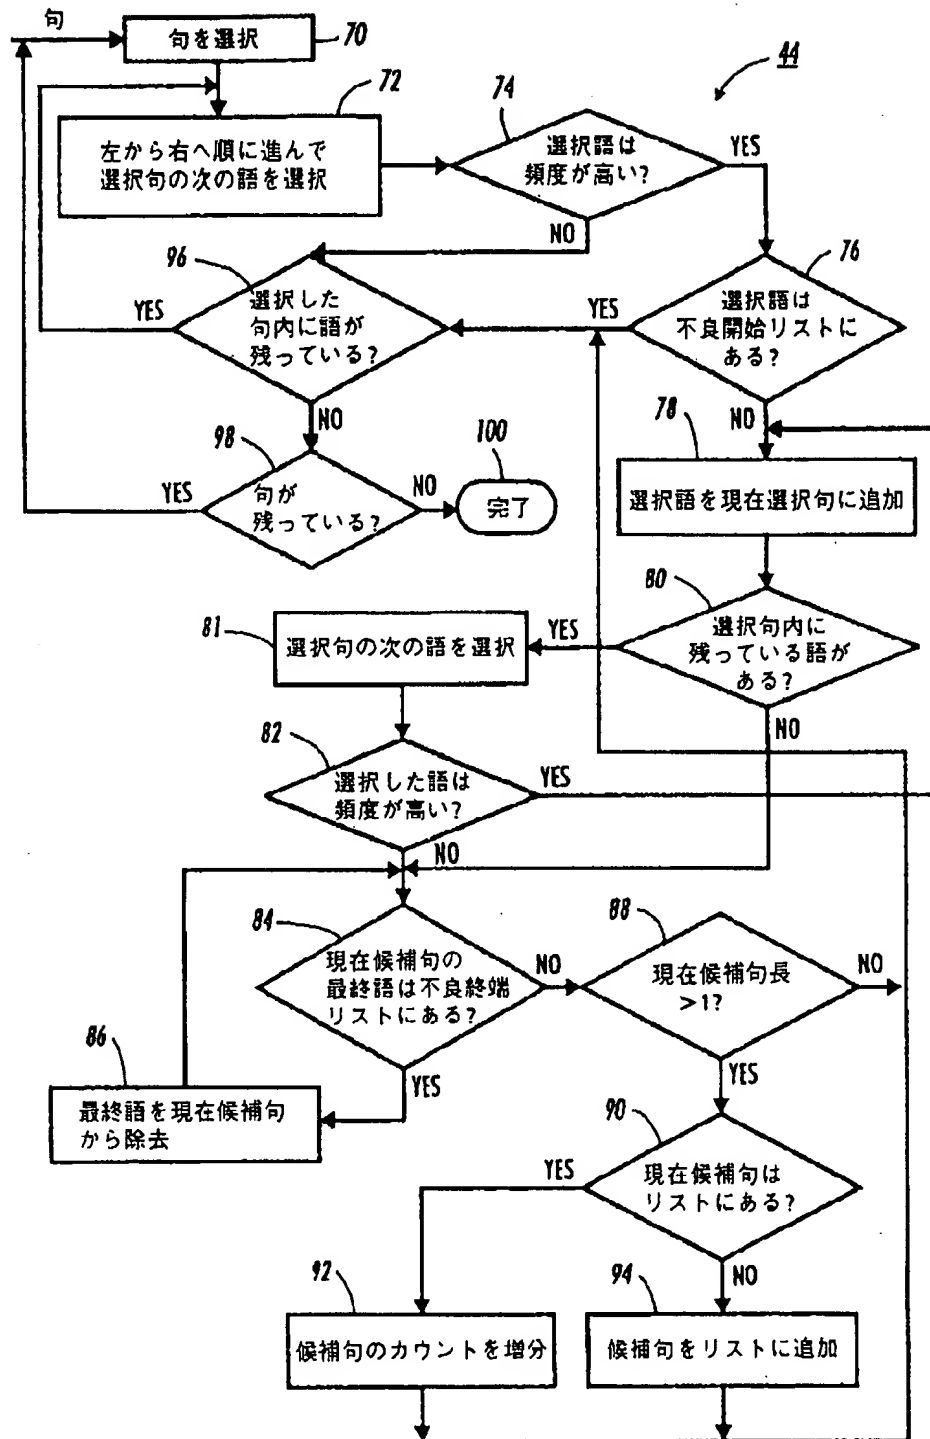 句
句を選択
70
44
72
左から右へ順に進んで
選択句の次の語を選択
74
選択語は
頻度が高い?
YES
NO
96
選択した
句内に語が
残っている?
YES
76
選択語は
不良開始リストに
ある?
YES
NO
NO
98
句が
残っている?
YES
NO
100
完了
78
選択語を現在選択句に追加
80
選択句内に
残っている語が
ある?
YES
NO
81
選択句の次の語を選択
82
選択した語は
頻度が高い?
YES
NO
84
現在候補句の
最終語は不良終端
リストにある?
NO
YES
88
現在候補句長
>1?
NO
YES
86
最終語を現在候補句
から除去
90
現在候補句は
リストにある?
YES
NO
92
候補句のカウントを増分
94
候補句をリストに追加